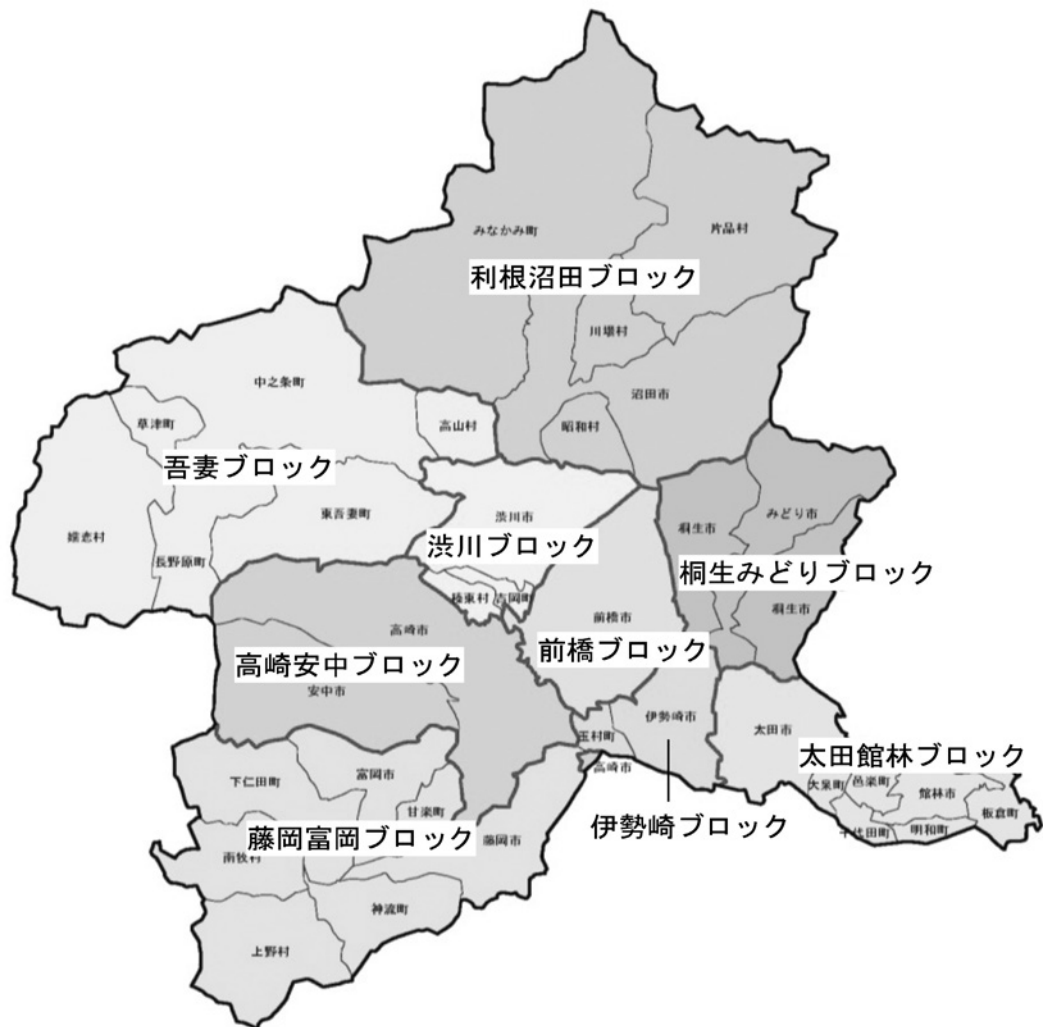 みなかみ町
片品村
利根沼田ブロック
川場村
中之条町
沼田市
草津町
高山村
昭和村
吾妻ブロック
東吾妻町
渋川市
みどり市
桐生市
嬬恋村
長野原町
渋川ブロック
桐生みどりブロック
榛東村
吉岡町
桐生市
前橋市
高崎市
前橋ブロック
高崎安中ブロック
安中市
伊勢崎市
玉村町
太田市
太田館林ブロック
高崎市
下仁田町
富岡市
大泉町
邑楽町
館林市
板倉町
甘楽町
伊勢崎ブロック
千代田町
明和町
藤岡富岡ブロック
藤岡市
南牧村
神流町
上野村